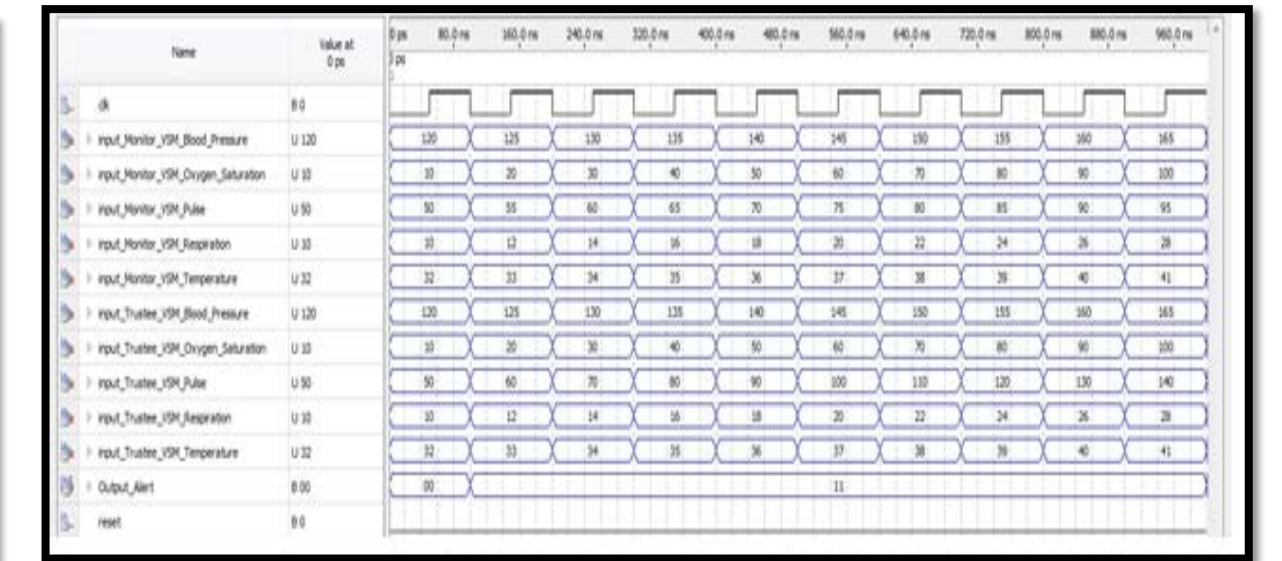 Name Value at 0 ps 0 ps 80.0 ns 160.0 ns 240.0 ns 320.0 ns 400.0 ns 480.0 ns 560.0 ns 640.0 ns 720.0 ns 800.0 ns 880.0 ns 960.0 ns
0 ps
clk B 0
input_Monitor_VSM_Blood_Pressure U 120 120 125 130 135 140 145 150 155 160 165
input_Monitor_VSM_Oxygen_Saturation U 10 10 20 30 40 50 60 70 80 90 100
input_Monitor_VSM_Pulse U 50 50 55 60 65 70 75 80 85 90 95
input_Monitor_VSM_Respiration U 10 10 12 14 16 18 20 22 24 26 28
input_Monitor_VSM_Temperature U 32 32 33 34 35 36 37 38 39 40 41
input_Trustee_VSM_Blood_Pressure U 120 120 125 130 135 140 145 150 155 160 165
input_Trustee_VSM_Oxygen_Saturation U 10 10 20 30 40 50 60 70 80 90 100
input_Trustee_VSM_Pulse U 50 50 60 70 80 90 100 110 120 130 140
input_Trustee_VSM_Respiration U 10 10 12 14 16 18 20 22 24 26 28
input_Trustee_VSM_Temperature U 32 32 33 34 35 36 37 38 39 40 41
Output_Alert B 00 00 11
reset B 0